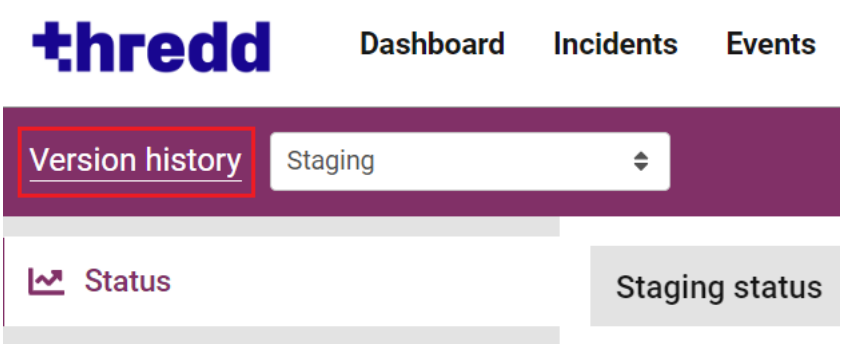 thredd Dashboard Incidents Events
Version history Staging
Status
Staging status